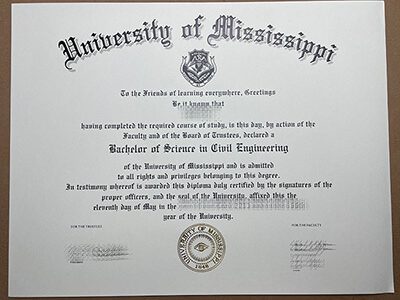 University of Mississippi
To the Friends of learning everywhere, Greetings
Be it known that
having completed the required course of study, is this day, by action of the
Faculty and of the Board of Trustees, declared a
Bachelor of Science in Civil Engineering
of the University of Mississippi and is admitted
to all rights and privileges belonging to this degree.
In testimony whereof is awarded this diploma duly certified by the signatures of the
proper officers, and the seal of the University, affixed this the
eleventh day of May in the
year of the University.
FOR THE TRUSTEES
FOR THE FACULTY
UNIVERSITY OF MISSISSIPPI
1848